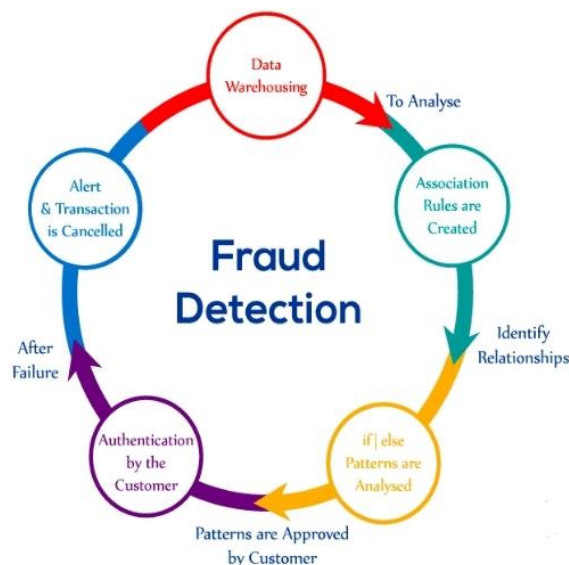 Data
Warehousing
To Analyse
Association
Rules are
Created
Identify
Relationships
if| else
Patterns are
Analysed
Patterns are Approved
by Customer
Authentication
by the
Customer
After
Failure
Alert
& Transaction
is Cancelled
Fraud
Detection